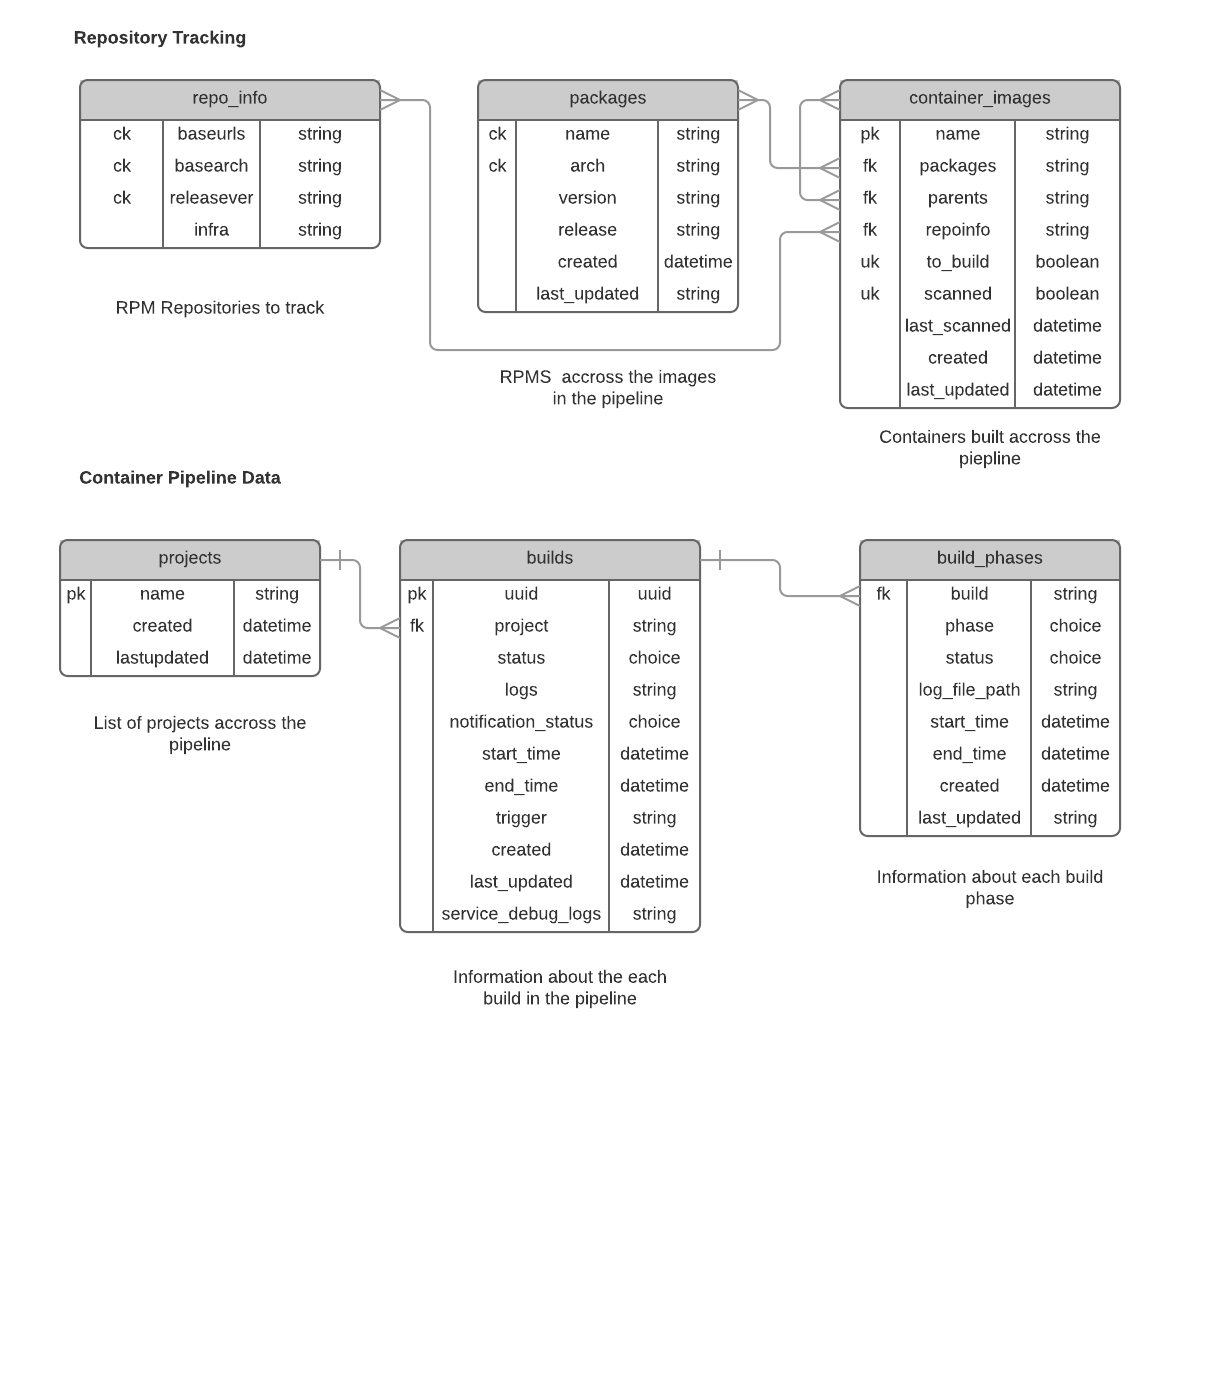 Repository Tracking
repo_info
ck baseurls string
ck basearch string
ck releasever string
infra string
RPM Repositories to track
packages
ck name string
ck arch string
version string
release string
created datetime
last_updated string
RPMS  accross the images
in the pipeline
container_images
pk name string
fk packages string
fk parents string
fk repoinfo string
uk to_build boolean
uk scanned boolean
last_scanned datetime
created datetime
last_updated datetime
Containers built accross the
piepline
Container Pipeline Data
projects
pk name string
created datetime
lastupdated datetime
List of projects accross the
pipeline
builds
pk uuid uuid
fk project string
status choice
logs string
notification_status choice
start_time datetime
end_time datetime
trigger string
created datetime
last_updated datetime
service_debug_logs string
Information about the each
build in the pipeline
build_phases
fk build string
phase choice
status choice
log_file_path string
start_time datetime
end_time datetime
created datetime
last_updated string
Information about each build
phase